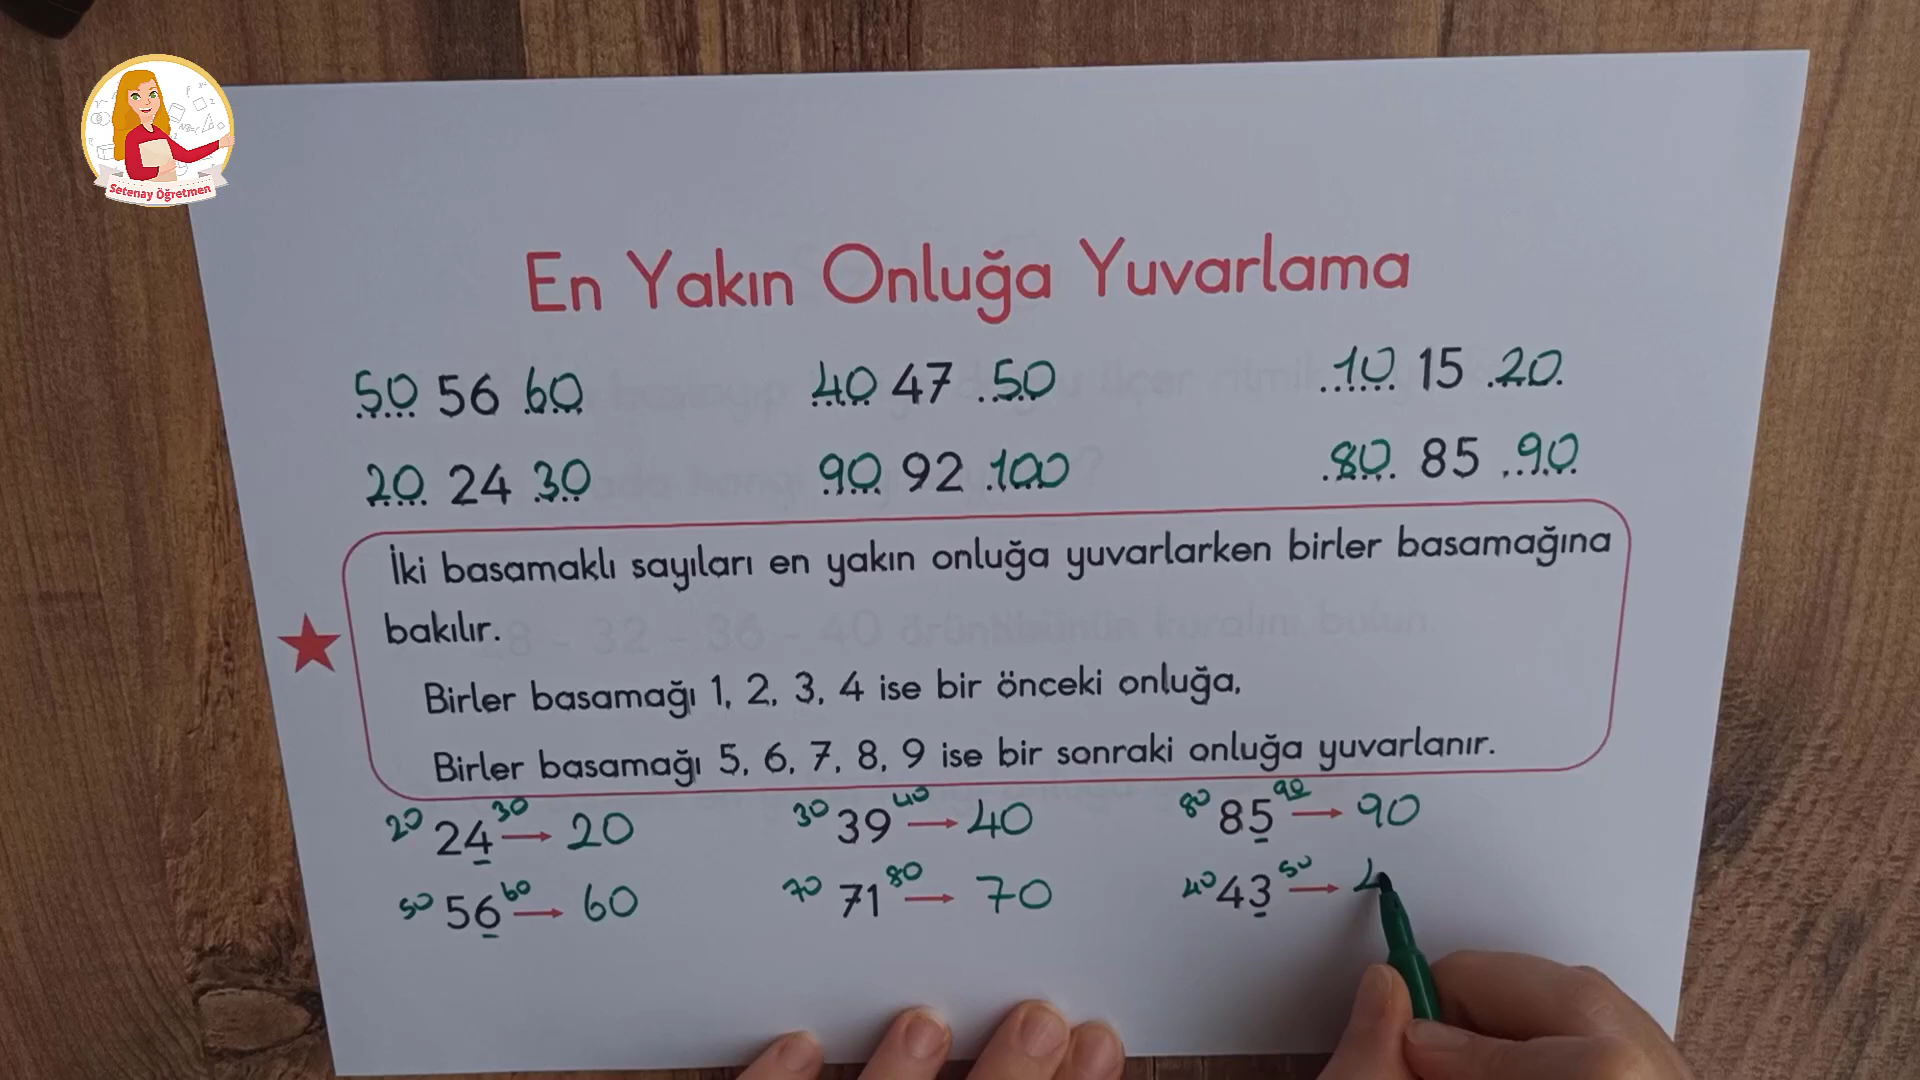 Setenay Öğretmen
En Yakın Onluğa Yuvarlama
50 56 60 40 47 50 10 15 20
20 24 30 90 92 100 80 85 90
İki basamaklı sayıları en yakın onluğa yuvarlarken birler basamağına
bakılır.
Birler basamağı 1, 2, 3, 4 ise bir önceki onluğa,
Birler basamağı 5, 6, 7, 8, 9 ise bir sonraki onluğa yuvarlanır.
20 24 30 → 20 30 39 40 → 40 80 85 90 → 90
50 56 60 → 60 70 71 80 → 70 40 43 50 → 4